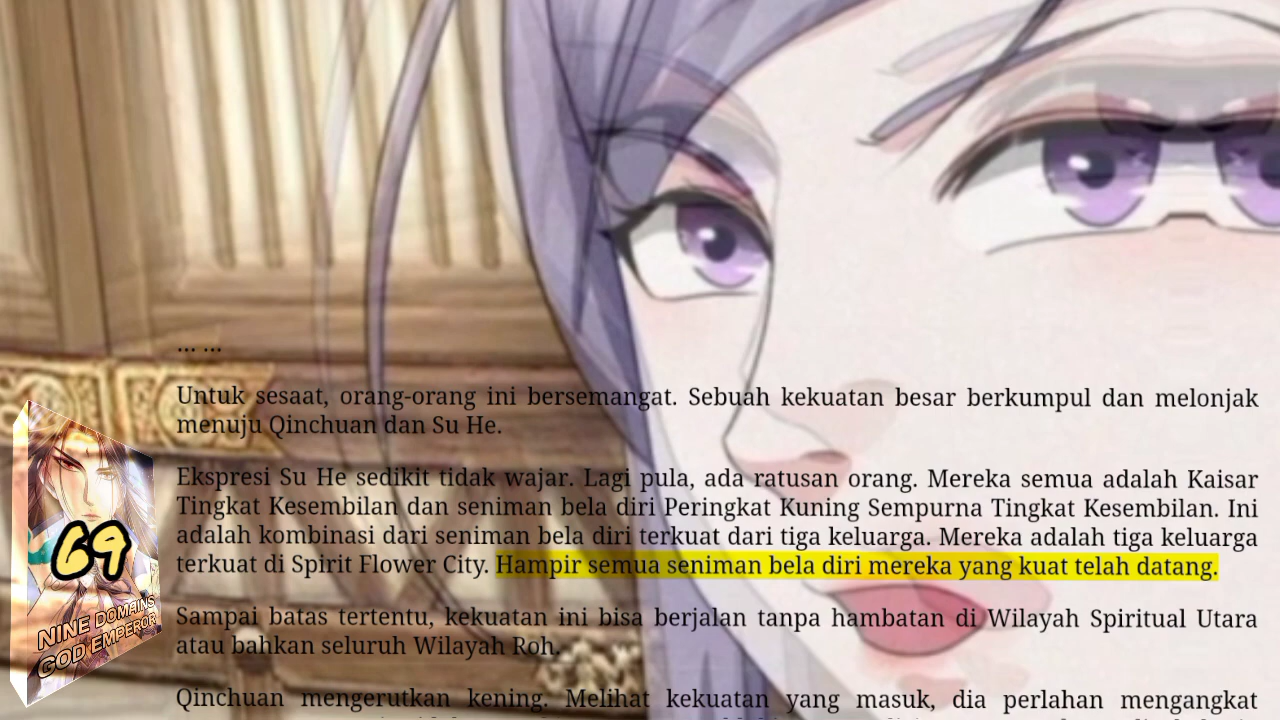 ... ...
Untuk sesaat, orang-orang ini bersemangat. Sebuah kekuatan besar berkumpul dan melonjak
menuju Qinchuan dan Su He.
Ekspresi Su He sedikit tidak wajar. Lagi pula, ada ratusan orang. Mereka semua adalah Kaisar
Tingkat Kesembilan dan seniman bela diri Peringkat Kuning Sempurna Tingkat Kesembilan. Ini
adalah kombinasi dari seniman bela diri terkuat dari tiga keluarga. Mereka adalah tiga keluarga
terkuat di Spirit Flower City. Hampir semua seniman bela diri mereka yang kuat telah datang.
Sampai batas tertentu, kekuatan ini bisa berjalan tanpa hambatan di Wilayah Spiritual Utara
atau bahkan seluruh Wilayah Roh.
Qinchuan mengerutkan kening. Melihat kekuatan yang masuk, dia perlahan mengangkat
69
NINE DOMAINS
GOD EMPEROR